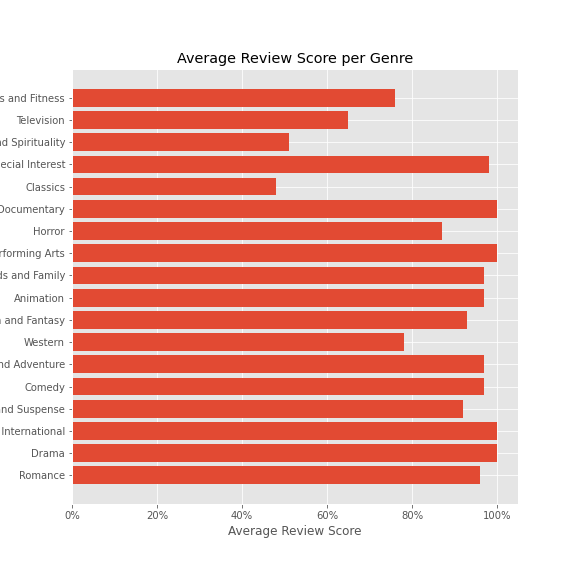 Average Review Score per Genre
s and Fitness
Television
nd Spirituality
ecial Interest
Classics
Documentary
Horror
rforming Arts
ds and Family
Animation
and Fantasy
Western
nd Adventure
Comedy
and Suspense
International
Drama
Romance
0% 20% 40% 60% 80% 100%
Average Review Score